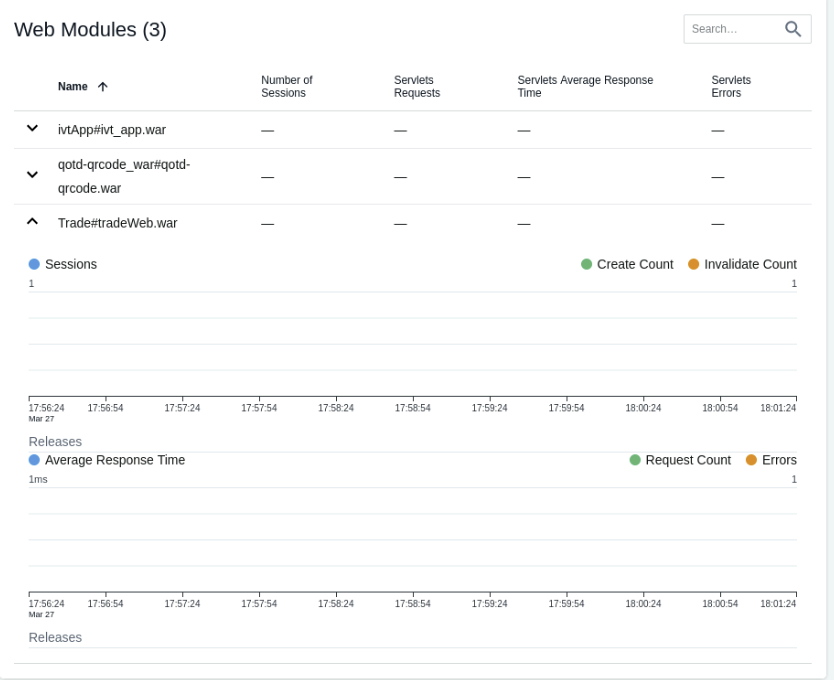 Web Modules (3)
Search…
Name
Number of Sessions
Servlets Requests
Servlets Average Response Time
Servlets Errors
ivtApp#ivt_app.war — — — —
qotd-qrcode_war#qotd-
qrcode.war — — — —
Trade#tradeWeb.war — — — —
Sessions Create Count Invalidate Count
1 1
17:56:24 17:56:54 17:57:24 17:57:54 17:58:24 17:58:54 17:59:24 17:59:54 18:00:24 18:00:54 18:01:24
Mar 27
Releases
Average Response Time Request Count Errors
1ms 1
17:56:24 17:56:54 17:57:24 17:57:54 17:58:24 17:58:54 17:59:24 17:59:54 18:00:24 18:00:54 18:01:24
Mar 27
Releases